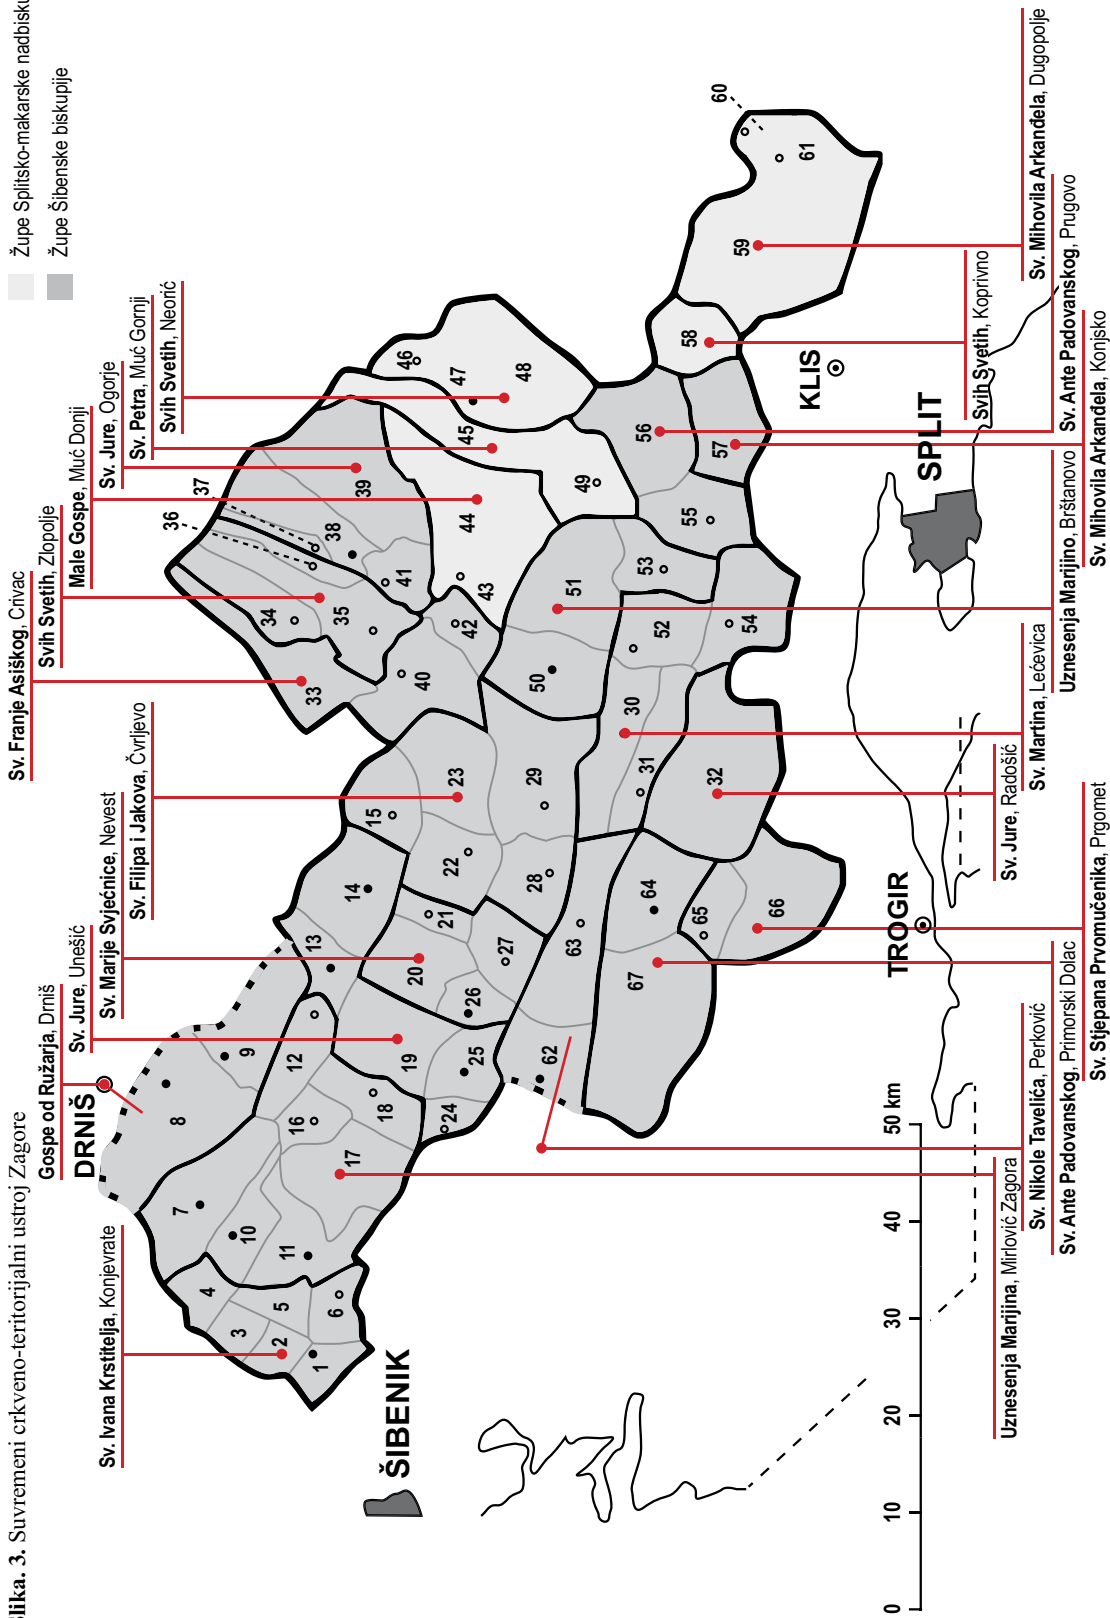 lika. 3. Suvremeni crkveno-teritorijalni ustroj Zagore
Župe Splitsko-makarske nadbisku
Župe Šibenske biskupije
Sv. Ivana Krstitelja, Konjevrate
Gospe od Ružarja, Drniš
Sv. Jure, Unešić
Sv. Marije Svjećnice, Nevest
Sv. Filipa i Jakova, Čvrljevo
Sv. Franje Asiškog, Crivac
Svih Svetih, Zlopolje
Male Gospe, Muć Donji
Sv. Jure, Ogorje
Sv. Petra, Muć Gornji
Svih Svetih, Neorić
DRNIŠ
ŠIBENIK
TROGIR
SPLIT
KLIS
1
2
3
4
5
6
7
8
9
10
11
12
13
14
15
16
17
18
19
20
21
22
23
24
25
26
27
28
29
30
31
32
33
34
35
36
37
38
39
40
41
42
43
44
45
46
47
48
49
50
51
52
53
54
55
56
57
58
59
60
61
62
63
64
65
66
67
0
10
20
30
40
50 km
Uznesenja Marijina, Mirlović Zagora
Sv. Nikole Tavelića, Perković
Sv. Ante Padovanskog, Primorski Dolac
Sv. Stjepana Prvomučenika, Prgomet
Sv. Jure, Radošić
Sv. Martina, Lećevica
Uznesenja Marijino, Brštanovo
Sv. Mihovila Arkanđela, Konjsko
Sv. Ante Padovanskog, Prugovo
Svih Svetih, Koprivno
Sv. Mihovila Arkanđela, Dugopolje